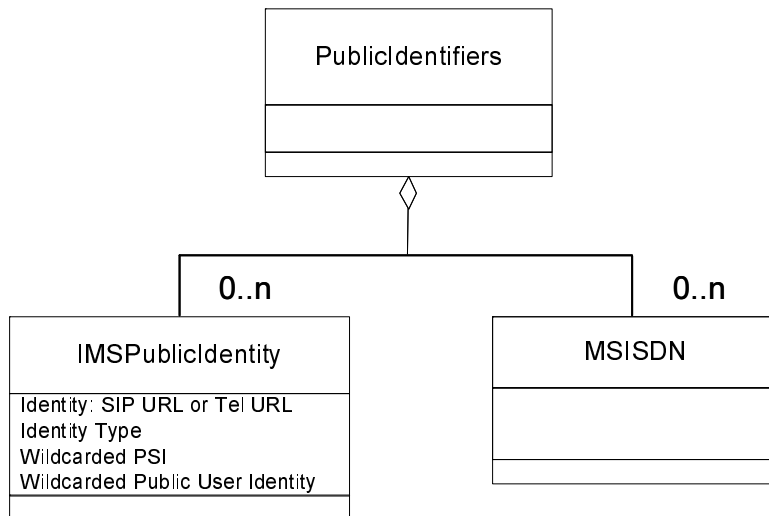 PublicIdentifiers
0..n
0..n
IMSPublicIdentity
MSISDN
Identity: SIP URL or Tel URL
Identity Type
Wildcarded PSI
Wildcarded Public User Identity